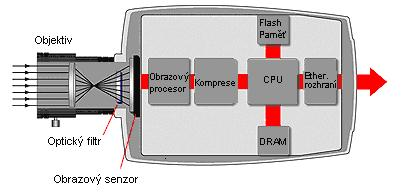 Objektiv
Flash
Paměť
Obrazový
procesor
Komprese
CPU
Ether.
rozhraní
DRAM
Optický filtr
Obrazový senzor